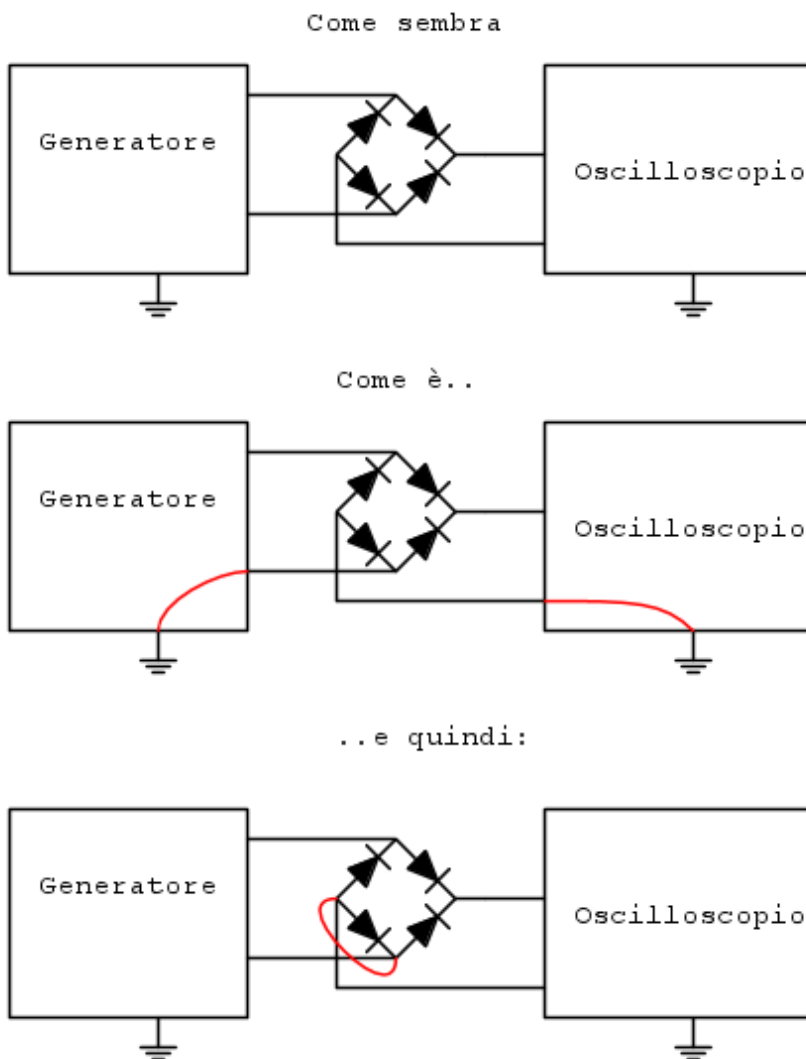 Come sembra
Generatore
Oscilloscopio
Come è..
Generatore
Oscilloscopio
..e quindi:
Generatore
Oscilloscopio